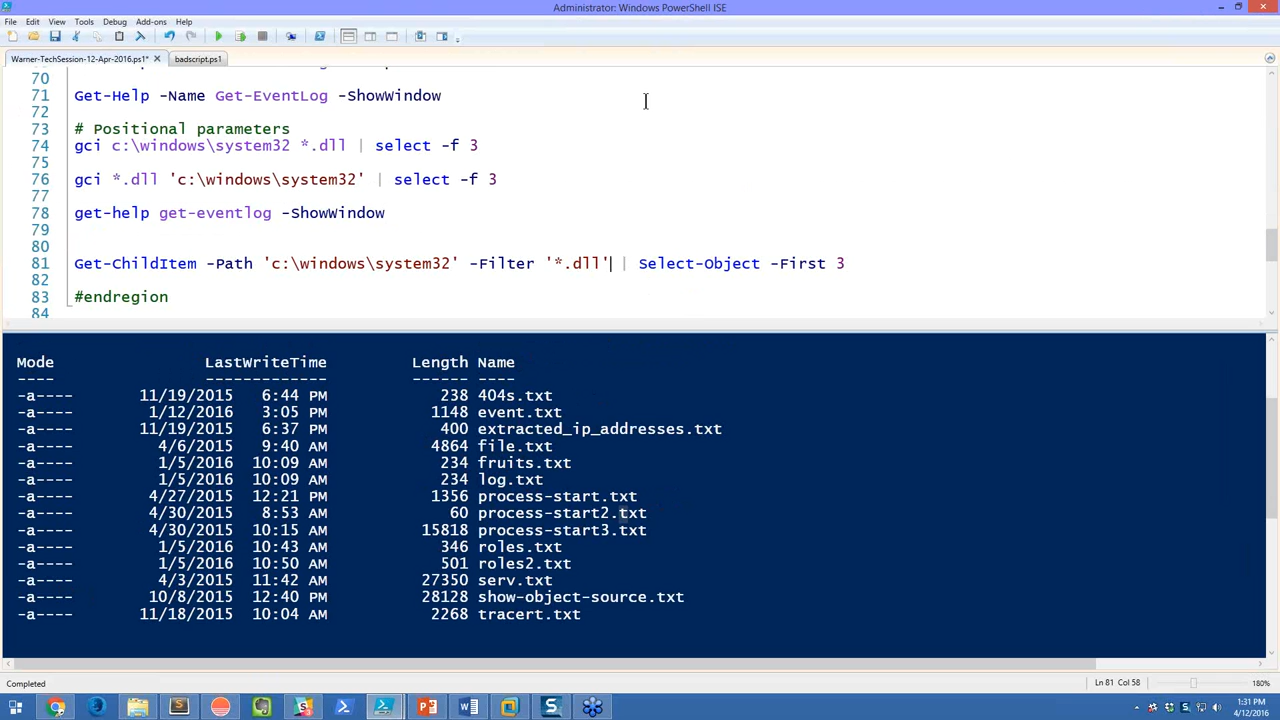 Administrator: Windows PowerShell ISE
File Edit View Tools Debug Add-ons Help
Warner-TechSession-12-Apr-2016.ps1* badscript.ps1
70
71 Get-Help -Name Get-EventLog -ShowWindow
72
73 # Positional parameters
74 gci c:\windows\system32 *.dll | select -f 3
75
76 gci *.dll 'c:\windows\system32' | select -f 3
77
78 get-help get-eventlog -ShowWindow
79
80
81 Get-ChildItem -Path 'c:\windows\system32' -Filter '*.dll' | Select-Object -First 3
82
83 #endregion
84
Mode LastWriteTime Length Name
---- ------------- ------ ----
-a---- 11/19/2015 6:44 PM 238 404s.txt
-a---- 1/12/2016 3:05 PM 1148 event.txt
-a---- 11/19/2015 6:37 PM 400 extracted_ip_addresses.txt
-a---- 4/6/2015 9:40 AM 4864 file.txt
-a---- 1/5/2016 10:09 AM 234 fruits.txt
-a---- 1/5/2016 10:09 AM 234 log.txt
-a---- 4/27/2015 12:21 PM 1356 process-start.txt
-a---- 4/30/2015 8:53 AM 60 process-start2.txt
-a---- 4/30/2015 10:15 AM 15818 process-start3.txt
-a---- 1/5/2016 10:43 AM 346 roles.txt
-a---- 1/5/2016 10:50 AM 501 roles2.txt
-a---- 4/3/2015 11:42 AM 27350 serv.txt
-a---- 10/8/2015 12:40 PM 28128 show-object-source.txt
-a---- 11/18/2015 10:04 AM 2268 tracert.txt
Completed Ln 81 Col 58 180%
1:31 PM
4/12/2016